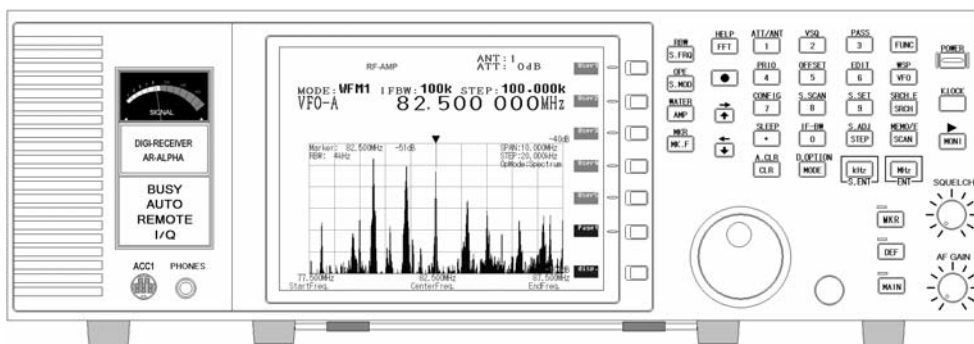 SIGNAL
DIGI-RECEIVER
AR-ALPHA
BUSY
AUTO
REMOTE
I/Q
ACC1 PHONES
RF-AMP
ANT:1
ATT: 0dB
MODE:WFM1 IFBW:100k STEP:100.000k
VFO-A 82.500 000MHz
-40dB
Marker: 82.500MHz -51dB
RBW: 4kHz
SPAN:10.000MHz
STEP:20.000kHz
OpMode:Spectrum
77.500MHz 82.500MHz 87.500MHz
StartFreq. CenterFreq. EndFreq.
User1
User2
User3
disp.
RBW HELP ATT/ANT VSQ PASS
S.FRQ FFT 1 2 3 FUNC POWER
OPE PRIO OFFSET EDIT WSP
S.MOD 4 5 6 VFO
WATER CONFIG S.SCAN S.SET SRCH.E K.LOCK
AMP 7 8 9 SRCH
MKR SLEEP IF-BW S.ADJ MEMO/F
MK.F 0 STEP SCAN MONI
A.CLR D.OPTION
CLR MODE kHz MHz
S.ENT ENT
SQUELCH
MKR
DEF
AF GAIN
MAIN